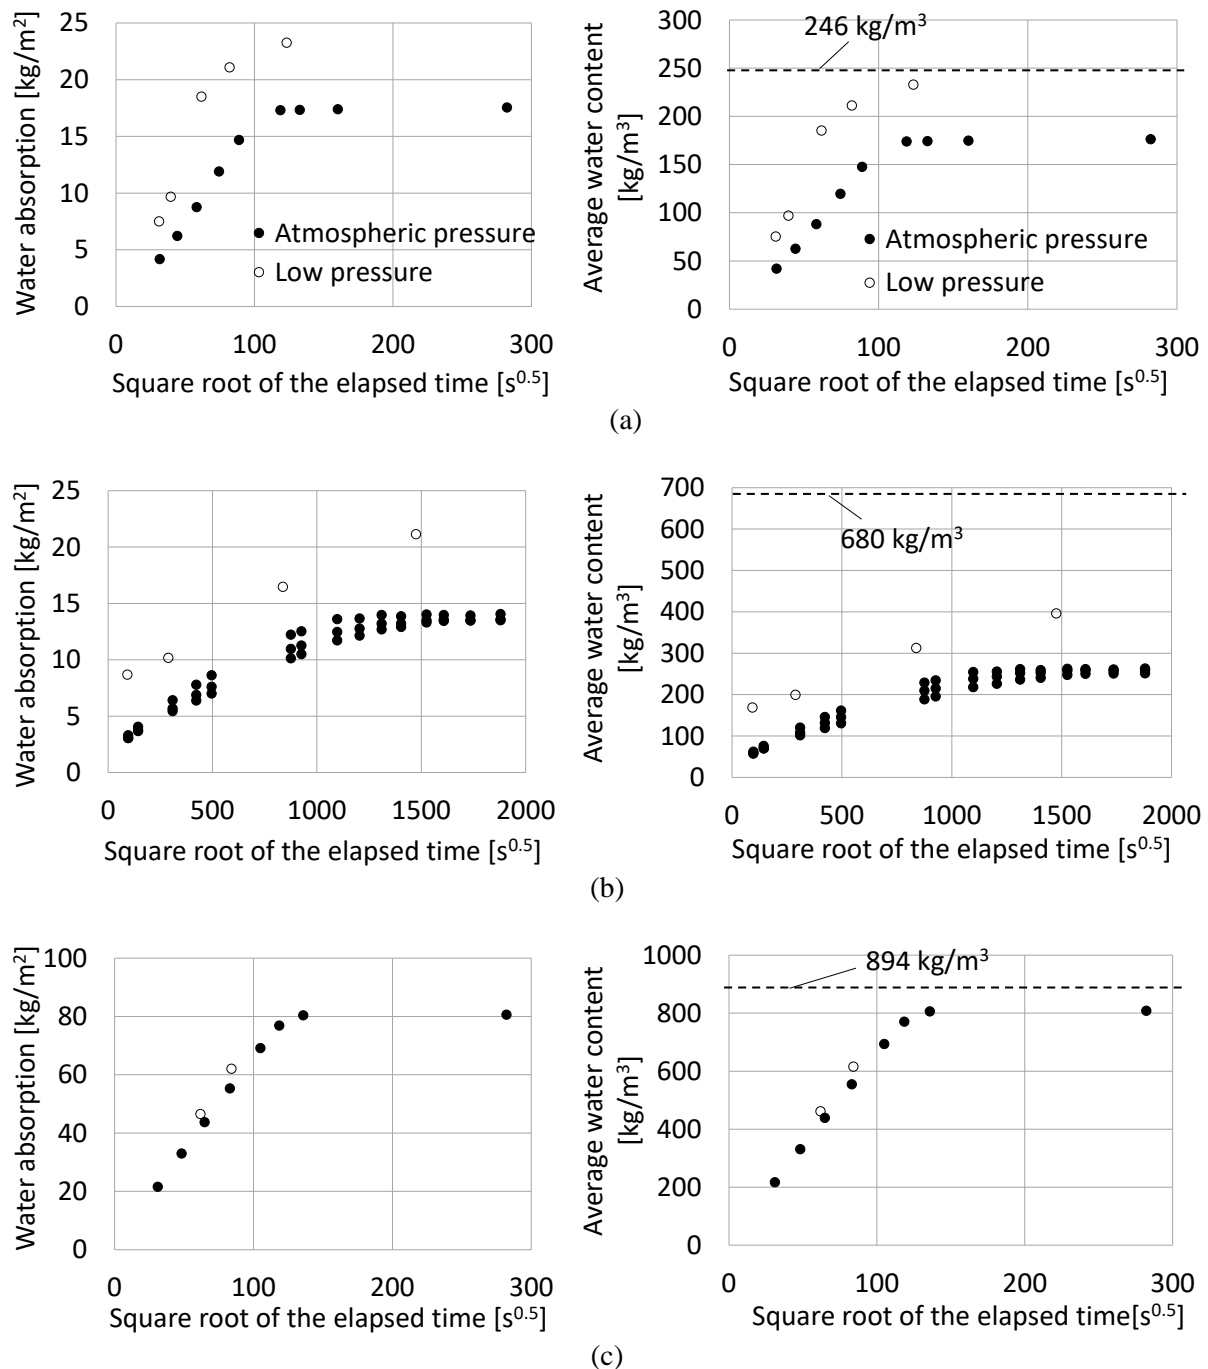 Water absorption [kg/m²]
25
20
15
10
5
0
Atmospheric pressure
Low pressure
0 100 200 300
Square root of the elapsed time [s^0.5]
Average water content
[kg/m³]
300
250
200
150
100
50
0
246 kg/m³
Atmospheric pressure
Low pressure
0 100 200 300
Square root of the elapsed time [s^0.5]
(a)
Water absorption [kg/m²]
25
20
15
10
5
0
0 500 1000 1500 2000
Square root of the elapsed time [s^0.5]
Average water content
[kg/m³]
700
600
500
400
300
200
100
0
680 kg/m³
0 500 1000 1500 2000
Square root of the elapsed time [s^0.5]
(b)
Water absorption [kg/m²]
100
80
60
40
20
0
0 100 200 300
Square root of the elapsed time [s^0.5]
Average water content
[kg/m³]
1000
800
600
400
200
0
894 kg/m³
0 100 200 300
Square root of the elapsed time[s^0.5]
(c)